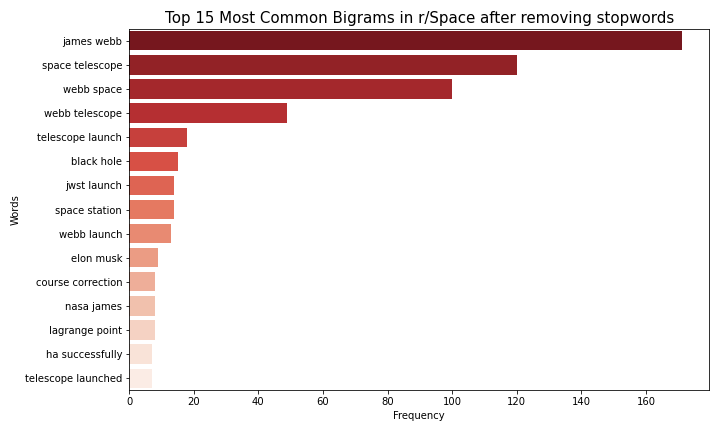 Top 15 Most Common Bigrams in r/Space after removing stopwords
Words
james webb
space telescope
webb space
webb telescope
telescope launch
black hole
jwst launch
space station
webb launch
elon musk
course correction
nasa james
lagrange point
ha successfully
telescope launched
0 20 40 60 80 100 120 140 160
Frequency